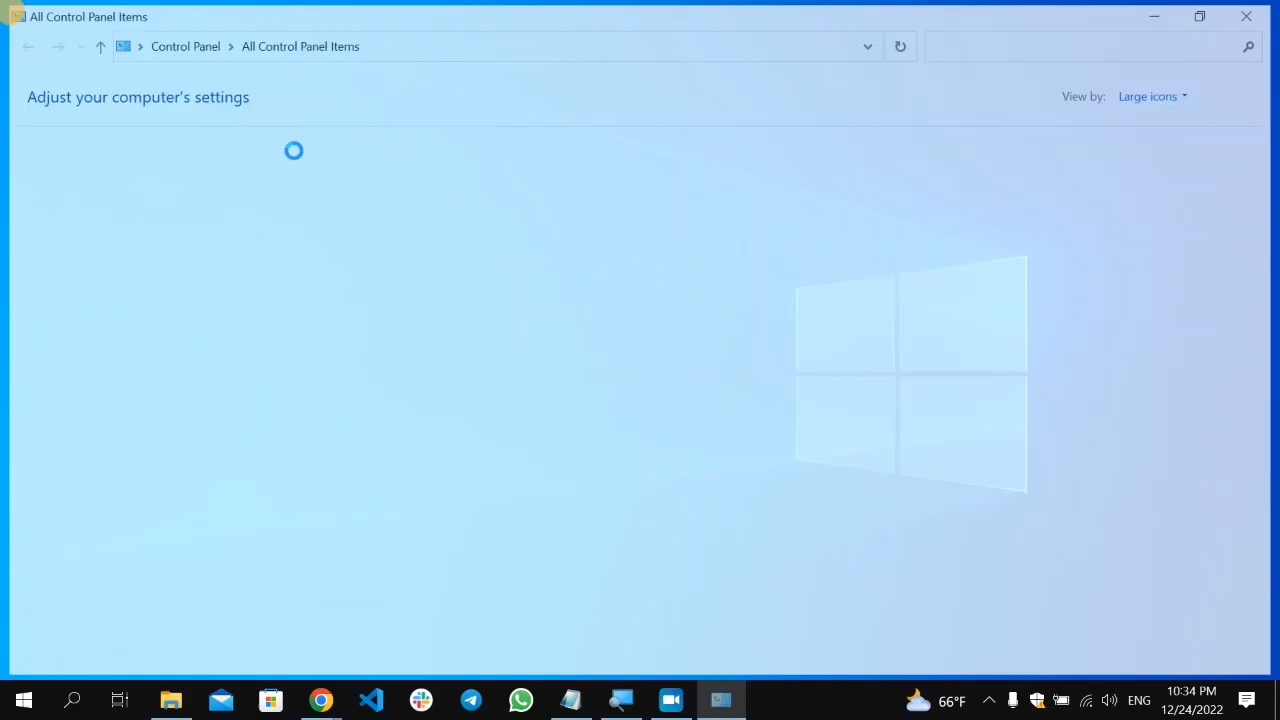 All Control Panel Items
Control Panel > All Control Panel Items
Adjust your computer's settings
View by: Large icons
66°F
ENG
10:34 PM
12/24/2022